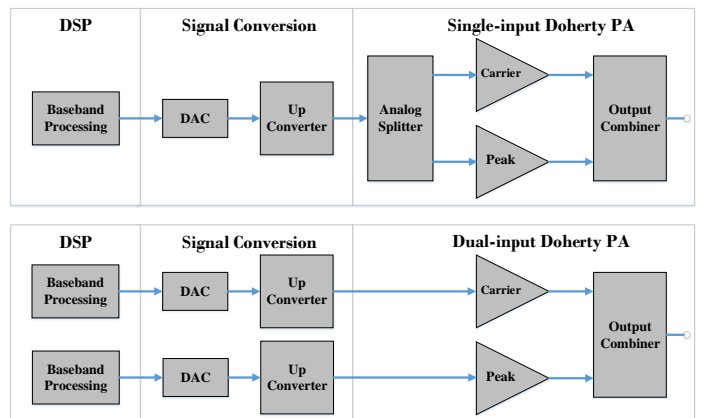 DSP
Signal Conversion
Single-input Doherty PA
Baseband
Processing
DAC
Up
Converter
Analog
Splitter
Carrier
Peak
Output
Combiner
DSP
Signal Conversion
Dual-input Doherty PA
Baseband
Processing
DAC
Up
Converter
Carrier
Output
Combiner
Baseband
Processing
DAC
Up
Converter
Peak